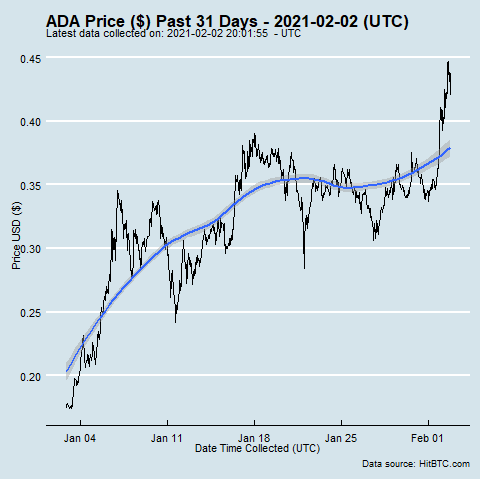 ADA Price ($) Past 31 Days - 2021-02-02 (UTC)
Latest data collected on: 2021-02-02 20:01:55 - UTC
0.45
0.40
0.35
0.30
0.25
0.20
Price USD ($)
Jan 04
Jan 11
Jan 18
Jan 25
Feb 01
Date Time Collected (UTC)
Data source: HitBTC.com